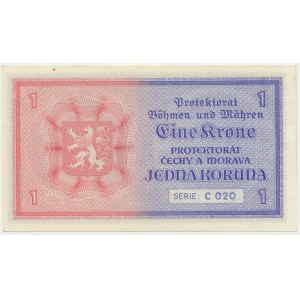 1 1
Protektorat
Böhmen und Mähren
Eine Krone
PROTEKTORÁT
ČECHY A MORAVA
JEDNA KORUNA
1 SERIE: C 020 1